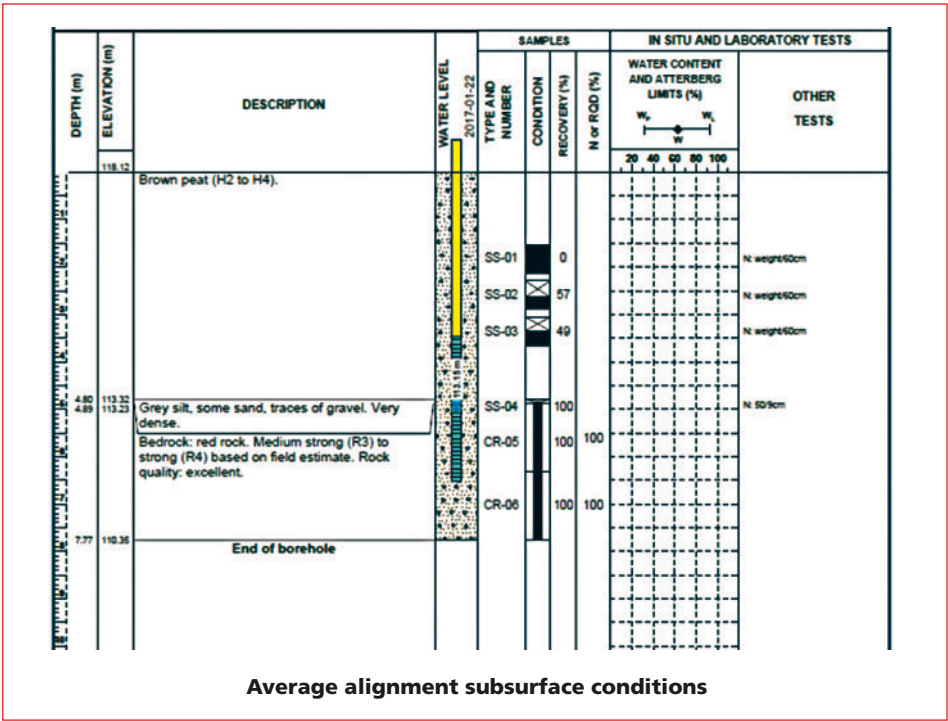 SAMPLES
IN SITU AND LABORATORY TESTS
DEPTH (m)
ELEVATION (m)
DESCRIPTION
WATER LEVEL
2017-01-22
TYPE AND
NUMBER
CONDITION
RECOVERY (%)
N or RQD (%)
WATER CONTENT
AND ATTERBERG
LIMITS (%)
Wp WL
W
20 40 60 80 100
OTHER
TESTS
118.12
Brown peat (H2 to H4).
SS-01 0 N: weight/60cm
SS-02 57 N: weight/60cm
SS-03 49 N: weight/60cm
113.15 m
4.80 113.32
4.89 113.23 Grey silt, some sand, traces of gravel. Very
dense.
SS-04 100 N: 50/9cm
Bedrock: red rock. Medium strong (R3) to
strong (R4) based on field estimate. Rock
quality: excellent.
CR-05 100 100
CR-06 100 100
7.77 110.35
End of borehole
Average alignment subsurface conditions